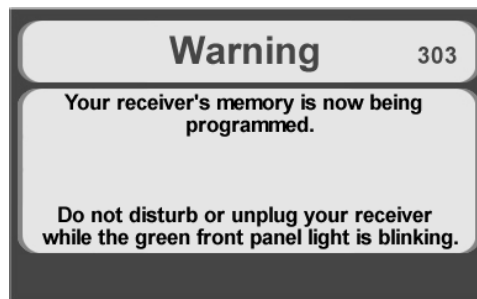 Warning 303
Your receiver's memory is now being
programmed.
Do not disturb or unplug your receiver
while the green front panel light is blinking.